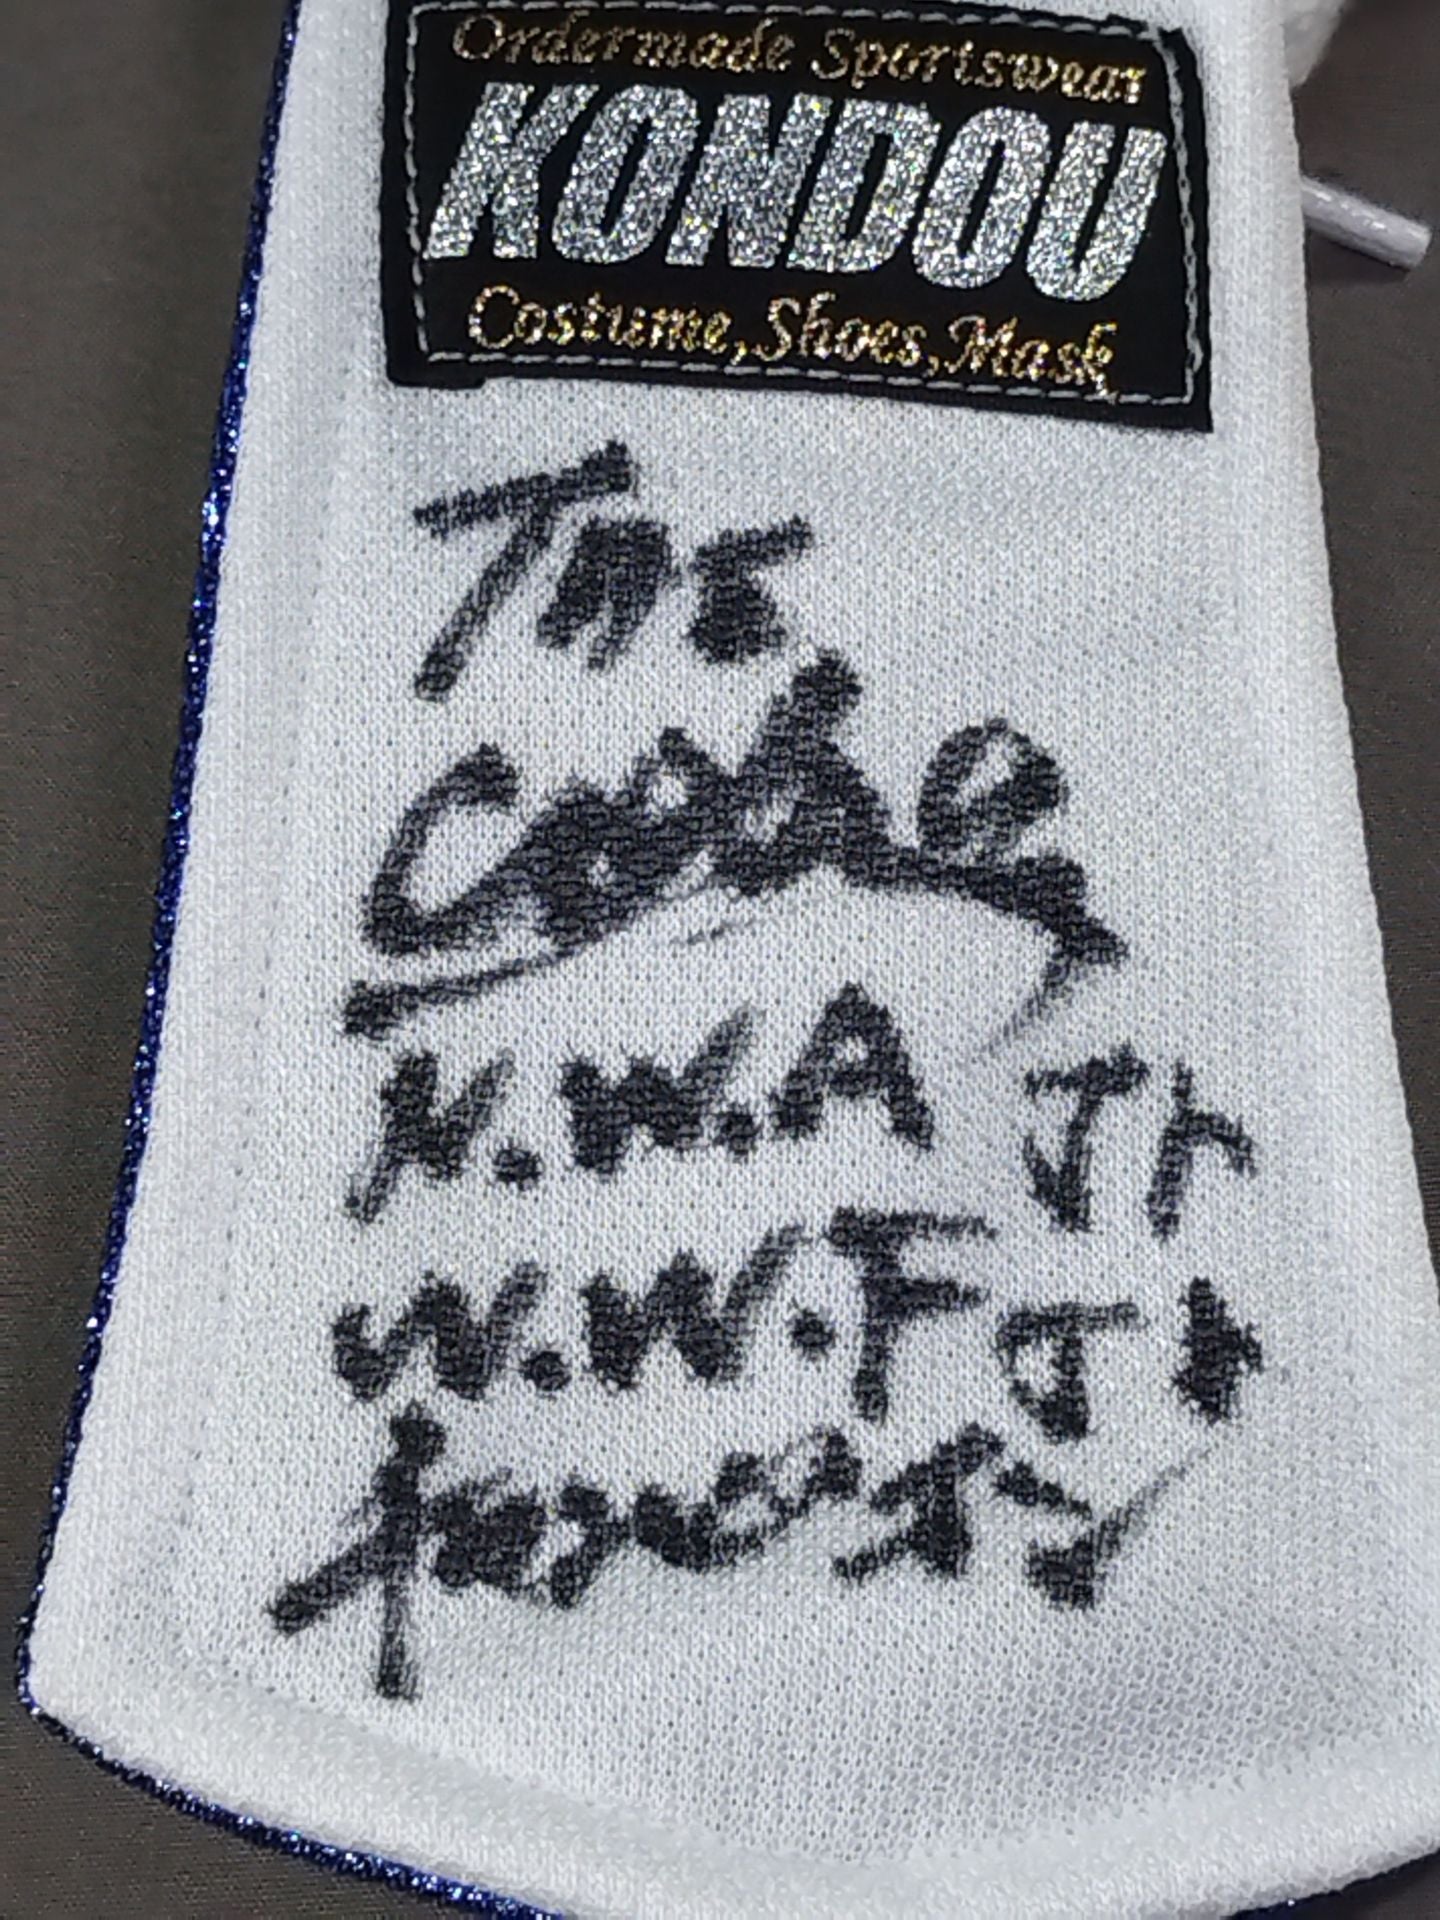 Ordermade Sportswear
KONDOU
Costume,Shoes,Mask
The
Cobra
N.W.A Jr
W.W.F Jr